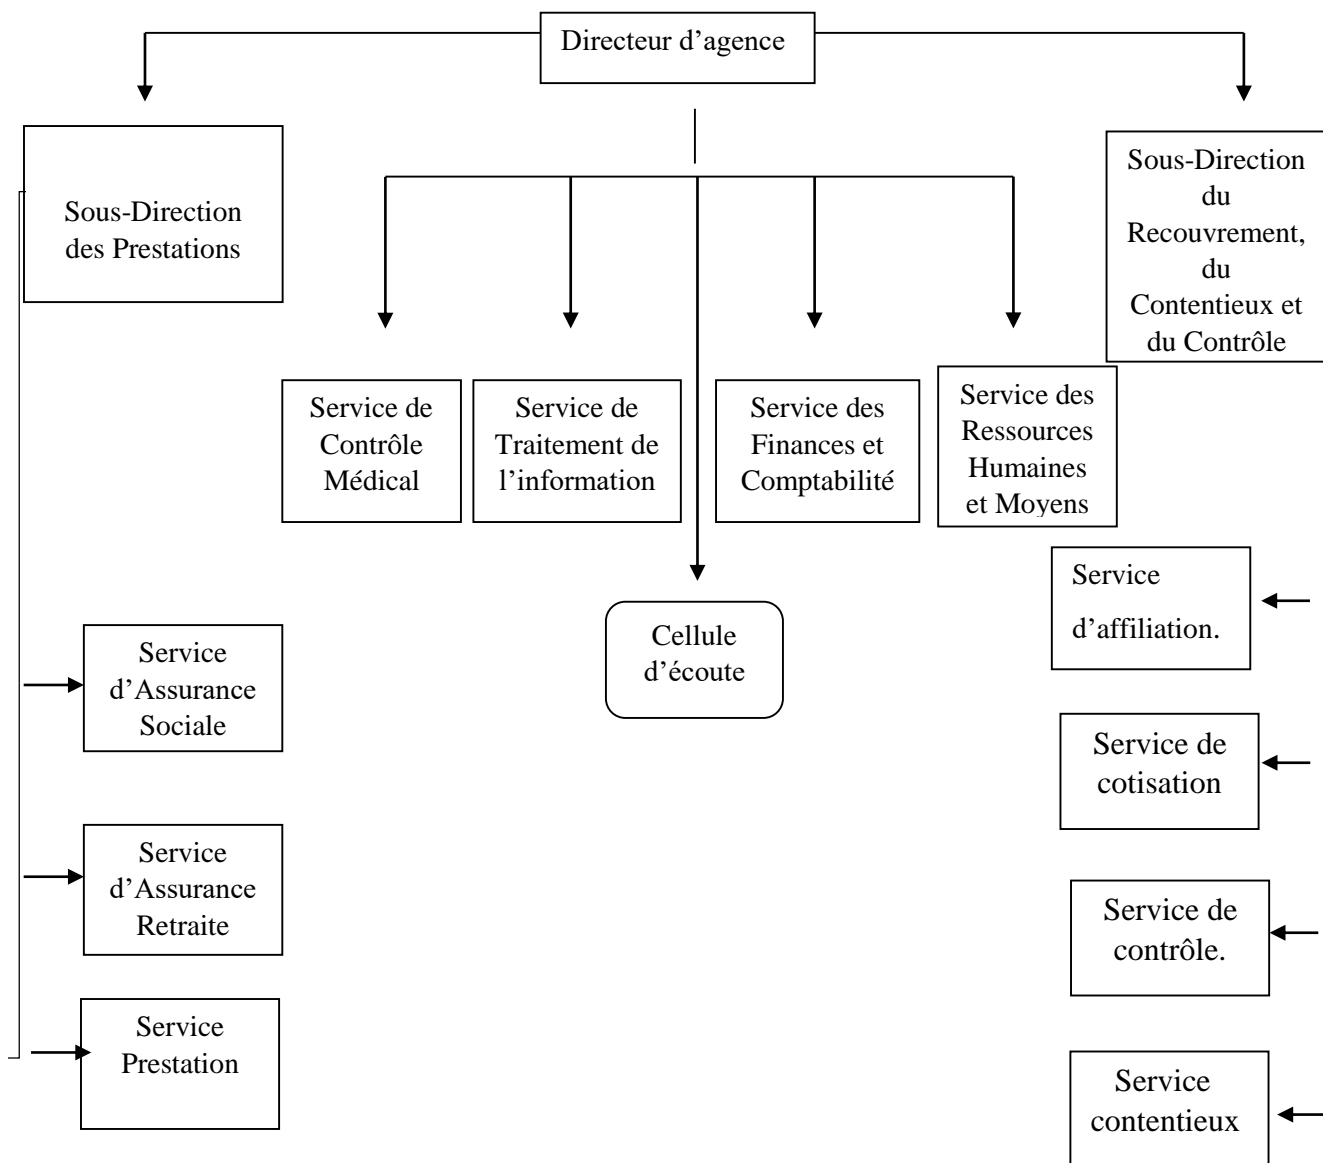 Directeur d’agence
Sous-Direction
des Prestations
Sous-Direction
du
Recouvrement,
du
Contentieux et
du Contrôle
Service de
Contrôle
Médical
Service de
Traitement de
l’information
Service des
Finances et
Comptabilité
Service des
Ressources
Humaines
et Moyens
Cellule
d’écoute
Service
d’affiliation.
Service
d’Assurance
Sociale
Service de
cotisation
Service
d’Assurance
Retraite
Service de
contrôle.
Service
Prestation
Service
contentieux